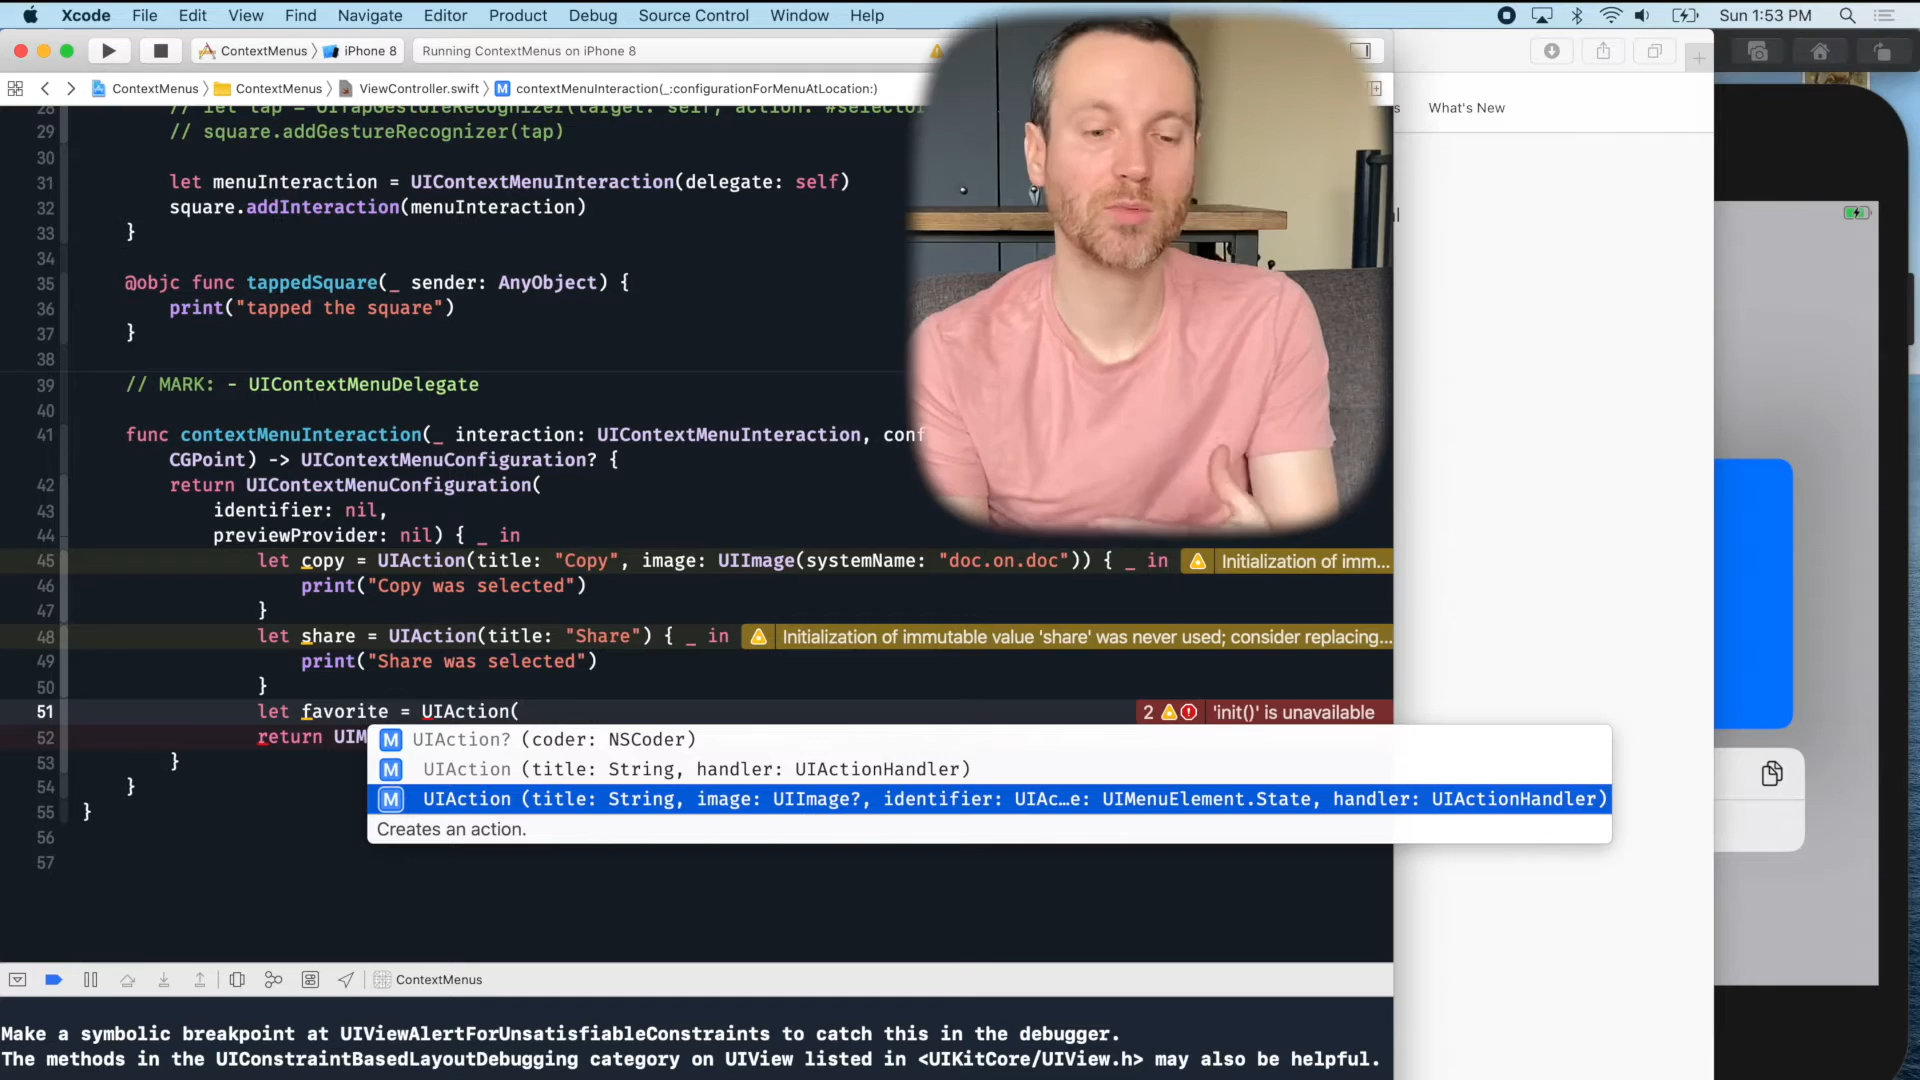 Xcode File Edit View Find Navigate Editor Product Debug Source Control Window Help Sun 1:53 PM
ContextMenus iPhone 8 Running ContextMenus on iPhone 8
ContextMenus ContextMenus ViewController.swift M contextMenuInteraction(_:configurationForMenuAtLocation:)
What's New
28 // let tap = UITapGestureRecognizer(target: self, action: #selector
29 // square.addGestureRecognizer(tap)
30
31 let menuInteraction = UIContextMenuInteraction(delegate: self)
32 square.addInteraction(menuInteraction)
33 }
34
35 @objc func tappedSquare(_ sender: AnyObject) {
36 print("tapped the square")
37 }
38
39 // MARK: - UIContextMenuDelegate
40
41 func contextMenuInteraction(_ interaction: UIContextMenuInteraction, conf
CGPoint) -> UIContextMenuConfiguration? {
42 return UIContextMenuConfiguration(
43 identifier: nil,
44 previewProvider: nil) { _ in
45 let copy = UIAction(title: "Copy", image: UIImage(systemName: "doc.on.doc")) { _ in Initialization of imm...
46 print("Copy was selected")
47 }
48 let share = UIAction(title: "Share") { _ in Initialization of immutable value 'share' was never used; consider replacing...
49 print("Share was selected")
50 }
51 let favorite = UIAction( 2 'init()' is unavailable
52 return UIM
M UIAction? (coder: NSCoder)
53 }
M UIAction (title: String, handler: UIActionHandler)
54 }
M UIAction (title: String, image: UIImage?, identifier: UIAc…e: UIMenuElement.State, handler: UIActionHandler)
55 }
Creates an action.
56
57
ContextMenus
Make a symbolic breakpoint at UIViewAlertForUnsatisfiableConstraints to catch this in the debugger.
The methods in the UIConstraintBasedLayoutDebugging category on UIView listed in <UIKitCore/UIView.h> may also be helpful.